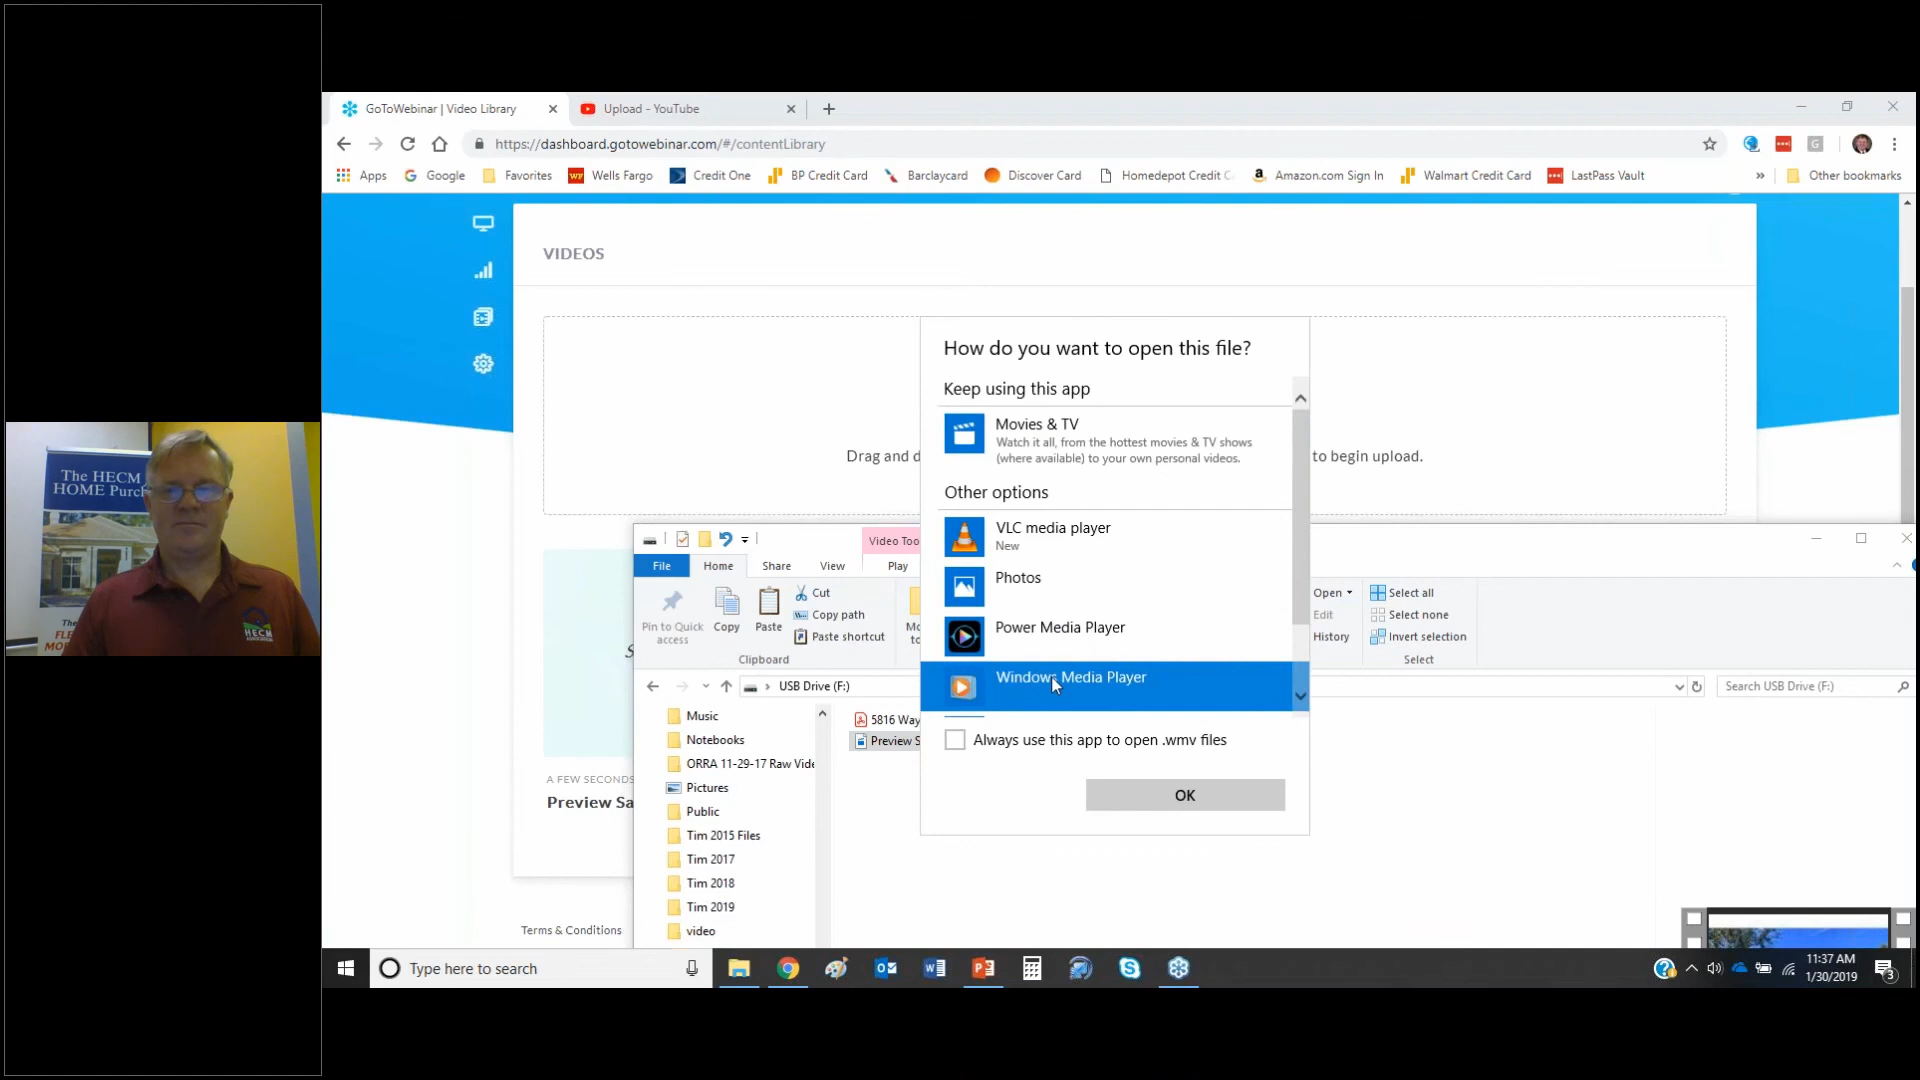 GoToWebinar | Video Library
Upload - YouTube
https://dashboard.gotowebinar.com/#/contentLibrary
Apps
Google
Favorites
Wells Fargo
Credit One
BP Credit Card
Barclaycard
Discover Card
Homedepot Credit C
Amazon.com Sign In
Walmart Credit Card
LastPass Vault
»
Other bookmarks
VIDEOS
Drag and d
to begin upload.
How do you want to open this file?
Keep using this app
Movies & TV
Watch it all, from the hottest movies & TV shows
(where available) to your own personal videos.
Other options
VLC media player
New
Photos
Power Media Player
Windows Media Player
Always use this app to open .wmv files
OK
The HECM
HOME Purch
The
FLE
MO
HECM
Video Too
File
Home
Share
View
Play
Pin to Quick
access
Copy
Paste
Cut
Copy path
Paste shortcut
Mo
to
Clipboard
Open
Edit
History
Select all
Select none
Invert selection
Select
USB Drive (F:)
Search USB Drive (F:)
Music
Notebooks
ORRA 11-29-17 Raw Vide
Pictures
Public
Tim 2015 Files
Tim 2017
Tim 2018
Tim 2019
video
5816 Way
Preview S
S
A FEW SECONDS
Preview Sa
Terms & Conditions
Type here to search
11:37 AM
1/30/2019
3